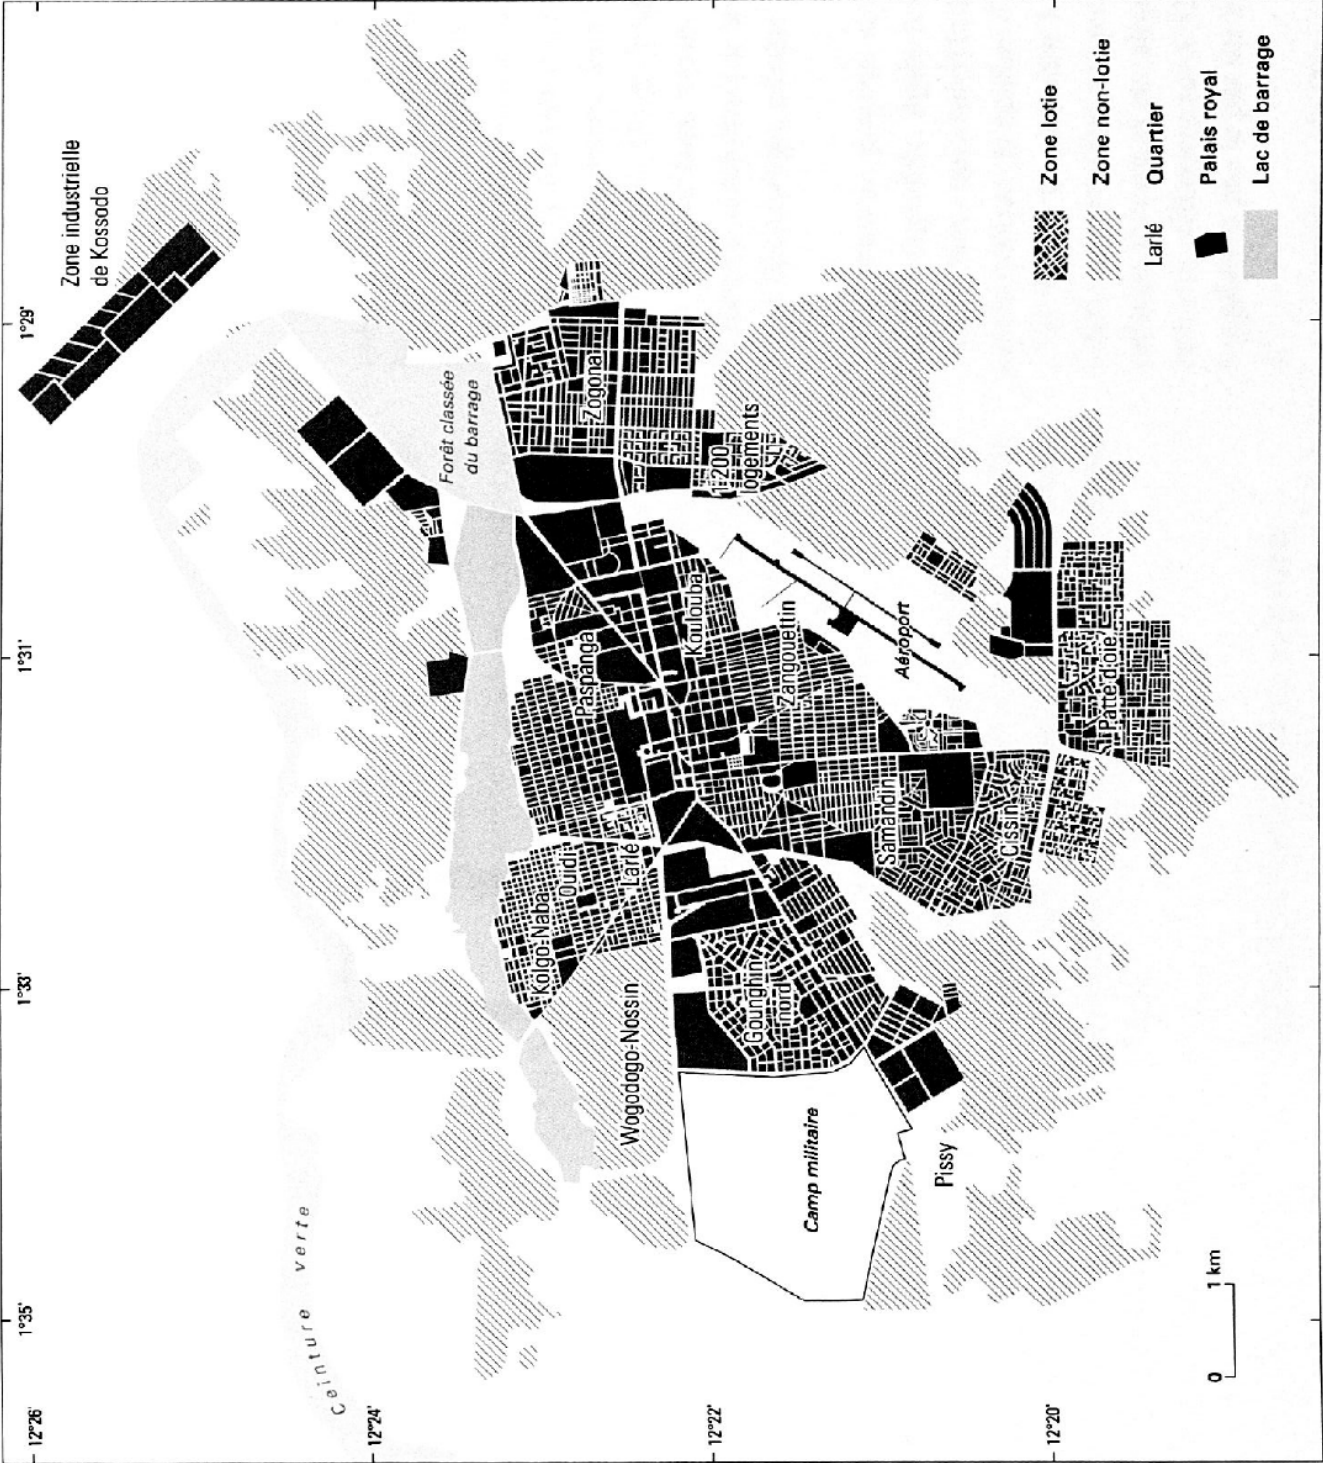 Zone industrielle
de Kossodo
Forêt classée
du barrage
Zogona
1 200
logements
Paspanga
Koulouba
Zangouettin
Aéroport
Patte d'oie
Kolgo-Naba
Ouidi
Larlé
Samandin
Cissin
Gounghin
nord
Wogodogo-Nossin
Camp militaire
Pissy
Ceinture verte
Zone lotie
Zone non-lotie
Larlé Quartier
Palais royal
Lac de barrage
0 1 km
1°35'
1°33'
1°31'
1°29'
12°26'
12°24'
12°22'
12°20'